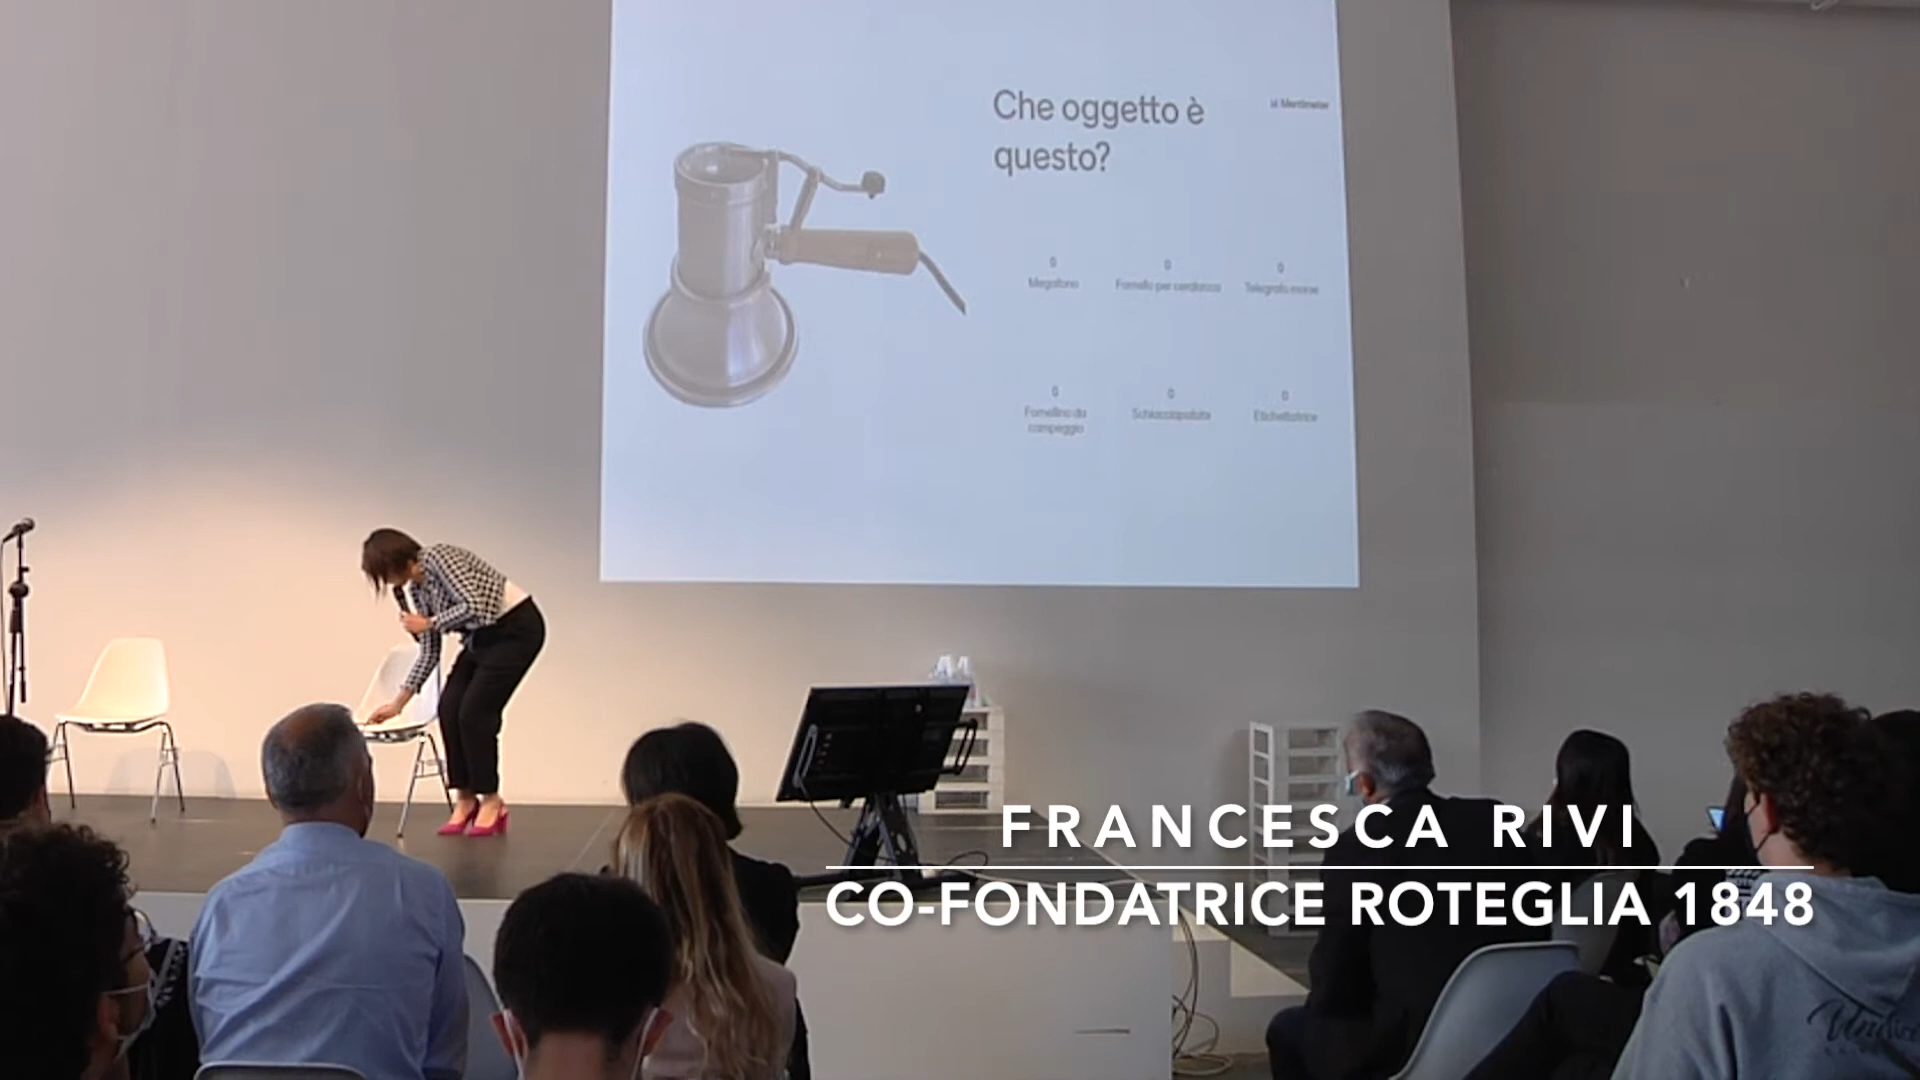 Che oggetto è
questo?
Mentimeter
0
0
0
Megafono
Fornello per ceralacca
Telegrafo morse
0
0
0
Fornellino da
campeggio
Schiacciapatate
Etichettatrice
FRANCESCA RIVI
CO-FONDATRICE ROTEGLIA 1848